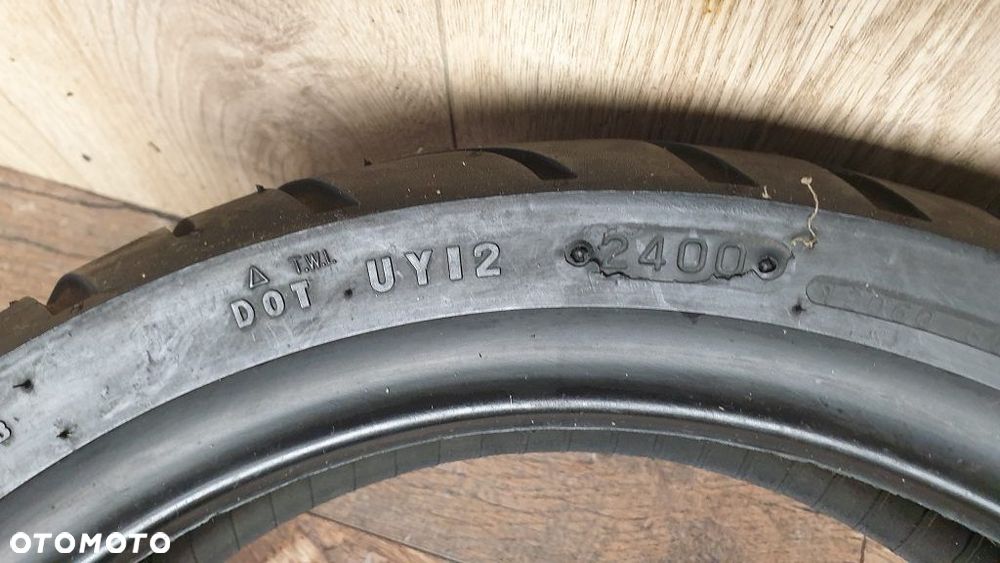 △ T.W.I.
DOT UY12 2400
OTOMOTO